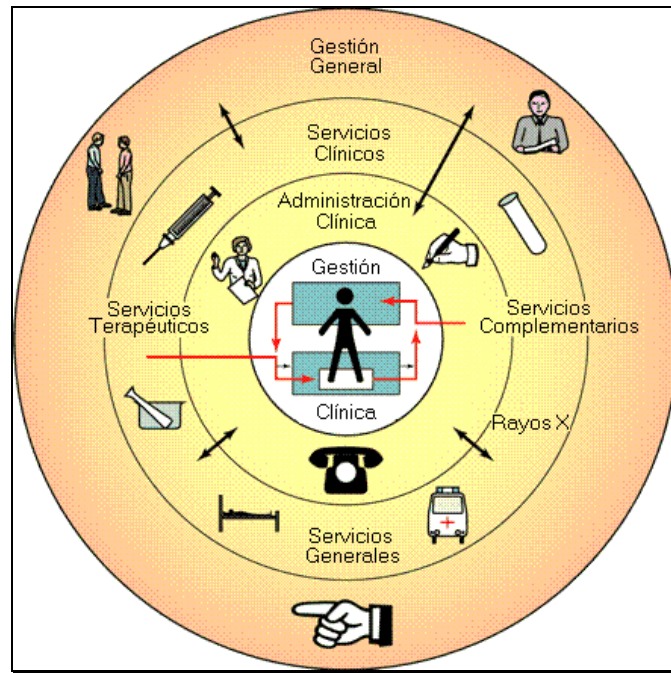 Gestión
General
Servicios
Clínicos
Administración
Clínica
Gestión
Servicios
Terapéuticos
Servicios
Complementarios
Clínica
Rayos X
Servicios
Generales